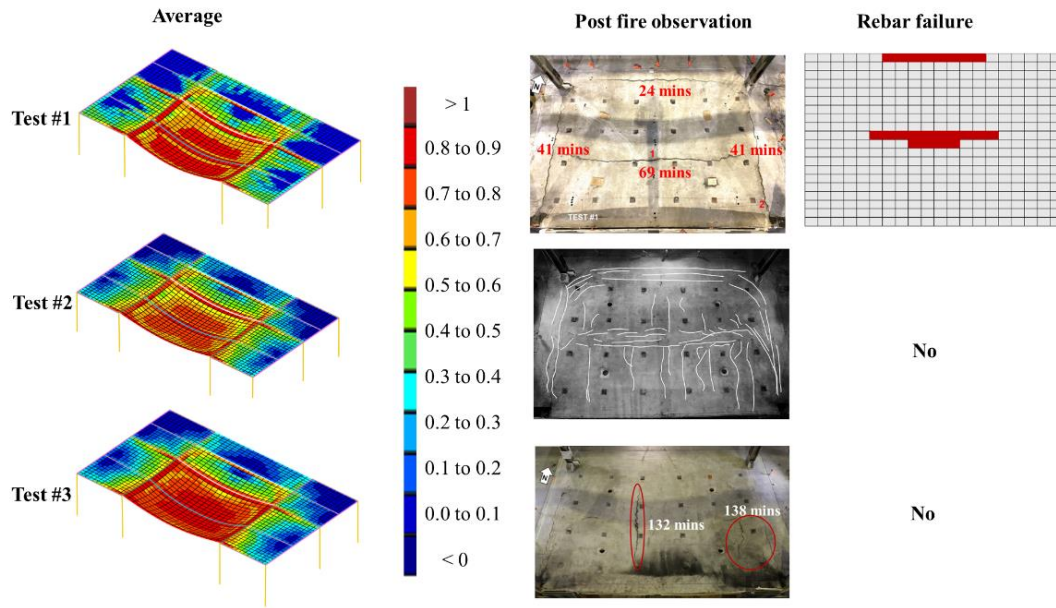 Average
Post fire observation
Rebar failure
Test #1
Test #2
Test #3
> 1
0.8 to 0.9
0.7 to 0.8
0.6 to 0.7
0.5 to 0.6
0.4 to 0.5
0.3 to 0.4
0.2 to 0.3
0.1 to 0.2
0.0 to 0.1
< 0
N
24 mins
41 mins
41 mins
1
69 mins
2
TEST #1
No
N
132 mins
138 mins
No